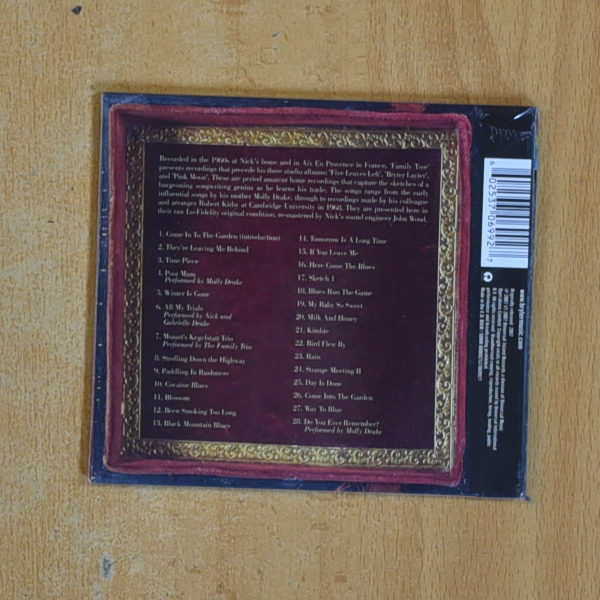 Recorded in the 1960s at Nick's home and in Aix En Provence in France, 'Family Tree'
presents recordings that precede his three studio albums: 'Five Leaves Left', 'Bryter Layter',
and 'Pink Moon'. These are period amateur home recordings that capture the sketches of a
burgeoning songwriting genius as he learns his trade. The songs range from the early
influential songs by his mother Molly Drake, through to recordings made by his colleague
and arranger Robert Kirby at Cambridge University in 1968. They are presented here in
their raw Lo-Fidelity original condition, re-mastered by Nick's sound engineer John Wood.
1. Come In To The Garden (introduction)
2. They're Leaving Me Behind
3. Time Piece
4. Poor Mum
Performed by Molly Drake
5. Winter Is Gone
6. All My Trials
Performed by Nick and
Gabrielle Drake
7. Mozart's Kegelstatt Trio
Performed by The Family Trio
8. Strolling Down the Highway
9. Paddling In Rushmere
10. Cocaine Blues
11. Blossom
12. Been Smoking Too Long
13. Black Mountain Blues
14. Tomorrow Is A Long Time
15. If You Leave Me
16. Here Come The Blues
17. Sketch 1
18. Blues Run The Game
19. My Baby So Sweet
20. Milk And Honey
21. Kimbie
22. Bird Flew By
23. Rain
24. Strange Meeting II
25. Day Is Done
26. Come Into The Garden
27. Way To Blue
28. Do You Ever Remember?
Performed by Molly Drake
6 02537 06992 7
www.brytermusic.com